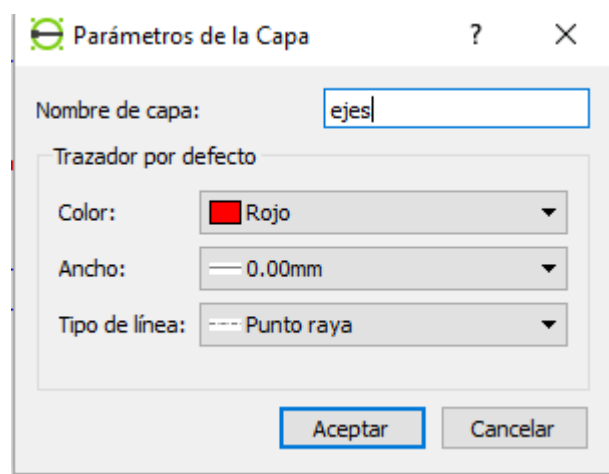 Parámetros de la Capa ?
Nombre de capa: ejes
Trazador por defecto
Color: Rojo
Ancho: 0.00mm
Tipo de línea: Punto raya
Aceptar Cancelar